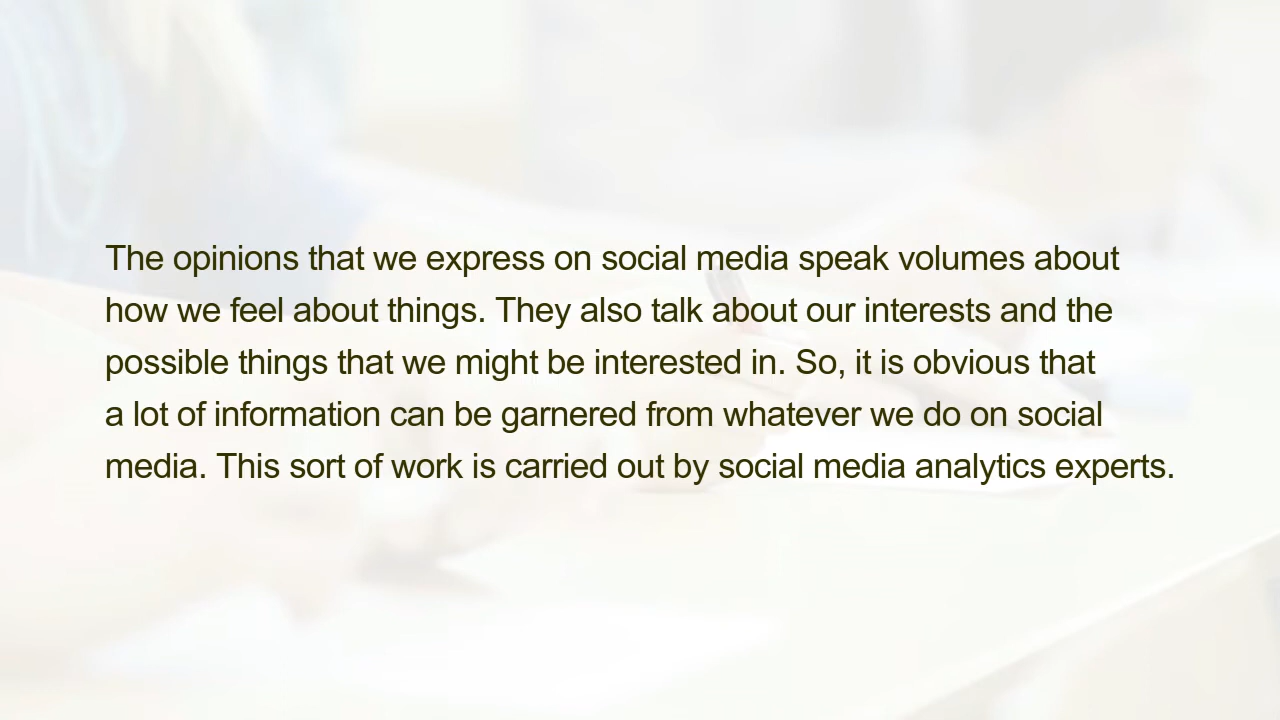 The opinions that we express on social media speak volumes about
how we feel about things. They also talk about our interests and the
possible things that we might be interested in. So, it is obvious that
a lot of information can be garnered from whatever we do on social
media. This sort of work is carried out by social media analytics experts.